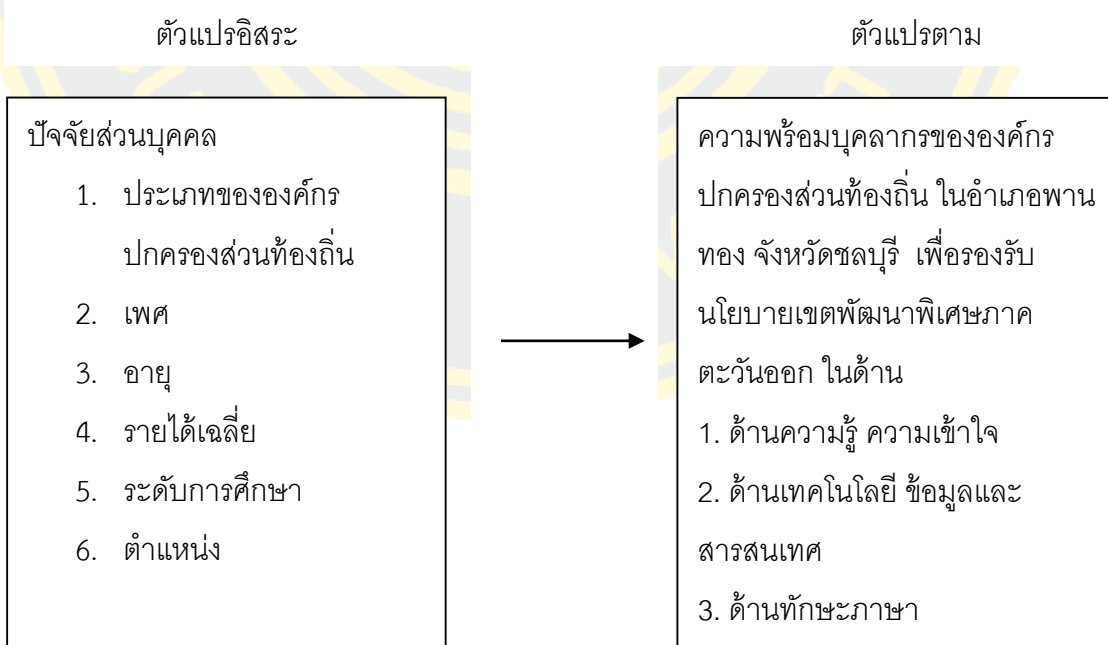 ตัวแปรอิสระ
ตัวแปรตาม
ปัจจัยส่วนบุคคล
1. ประเภทขององค์กร
ปกครองส่วนท้องถิ่น
2. เพศ
3. อายุ
4. รายได้เฉลี่ย
5. ระดับการศึกษา
6. ตำแหน่ง
ความพร้อมบุคลากรขององค์กร
ปกครองส่วนท้องถิ่น ในอำเภอพาน
ทอง จังหวัดชลบุรี เพื่อรองรับ
นโยบายเขตพัฒนาพิเศษภาค
ตะวันออก ในด้าน
1. ด้านความรู้ ความเข้าใจ
2. ด้านเทคโนโลยี ข้อมูลและ
สารสนเทศ
3. ด้านทักษะภาษา